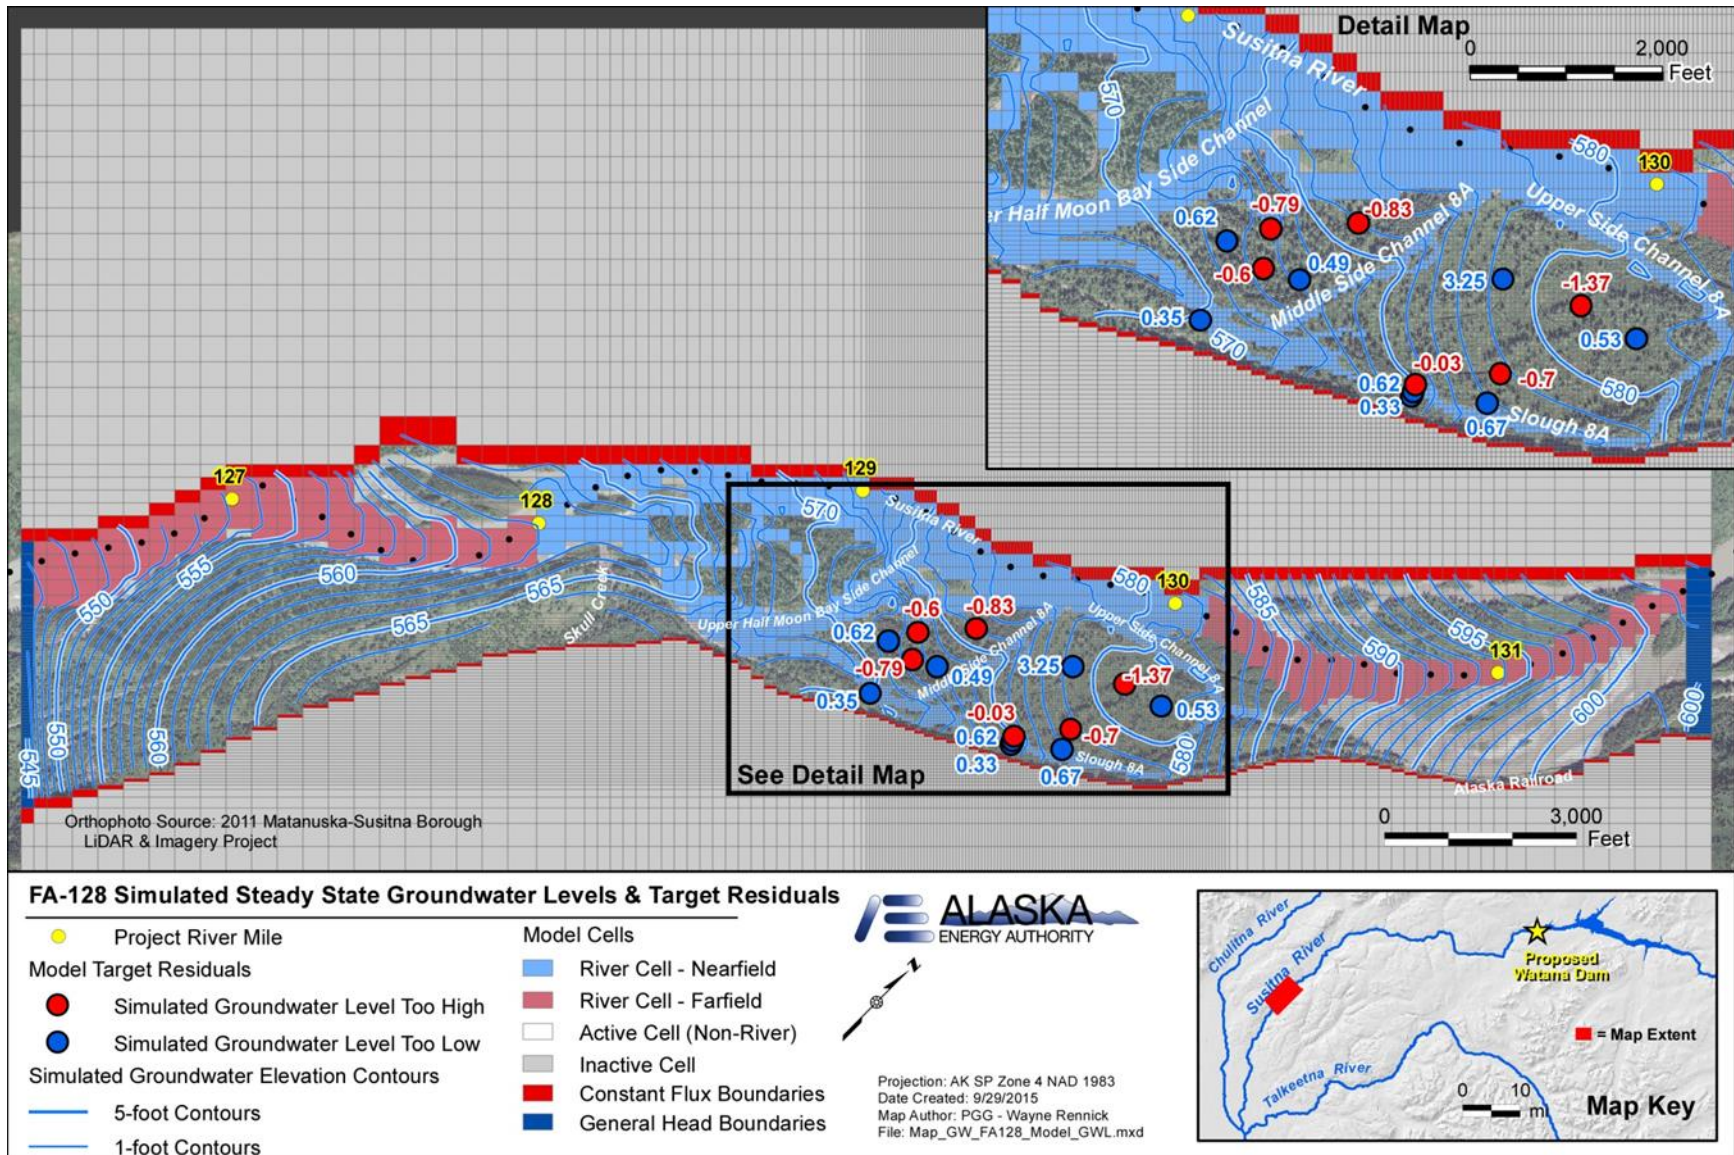 Detail Map
0 2,000
Feet
Susitna River
570
er Half Moon Bay Side Channel
Middle Side Channel 8A
Upper Side Channel 8A
580
130
0.62
-0.79
-0.83
-0.6
0.49
3.25
-1.37
0.35
570
0.53
-0.03
0.62
0.33
-0.7
580
0.67
Slough 8A
127
128
129
130
131
550
555
560
565
565
570
580
585
590
595
600
609
545
550
560
580
Skull Creek
Susitna River
Upper Half Moon Bay Side Channel
Middle Side Channel 8A
Upper Side Channel 8A
-0.6
-0.83
0.62
-0.79
0.49
3.25
-1.37
0.35
0.53
-0.03
0.62
0.33
-0.7
0.67
Slough 8A
See Detail Map
Alaska Railroad
Orthophoto Source: 2011 Matanuska-Susitna Borough
LiDAR & Imagery Project
0 3,000
Feet
FA-128 Simulated Steady State Groundwater Levels & Target Residuals
Project River Mile
Model Target Residuals
Simulated Groundwater Level Too High
Simulated Groundwater Level Too Low
Simulated Groundwater Elevation Contours
5-foot Contours
1-foot Contours
Model Cells
River Cell - Nearfield
River Cell - Farfield
Active Cell (Non-River)
Inactive Cell
Constant Flux Boundaries
General Head Boundaries
ALASKA
ENERGY AUTHORITY
N
Projection: AK SP Zone 4 NAD 1983
Date Created: 9/29/2015
Map Author: PGG - Wayne Rennick
File: Map_GW_FA128_Model_GWL.mxd
Chulitna River
Susitna River
Proposed
Watana Dam
= Map Extent
Talkeetna River
0 10
mi
Map Key